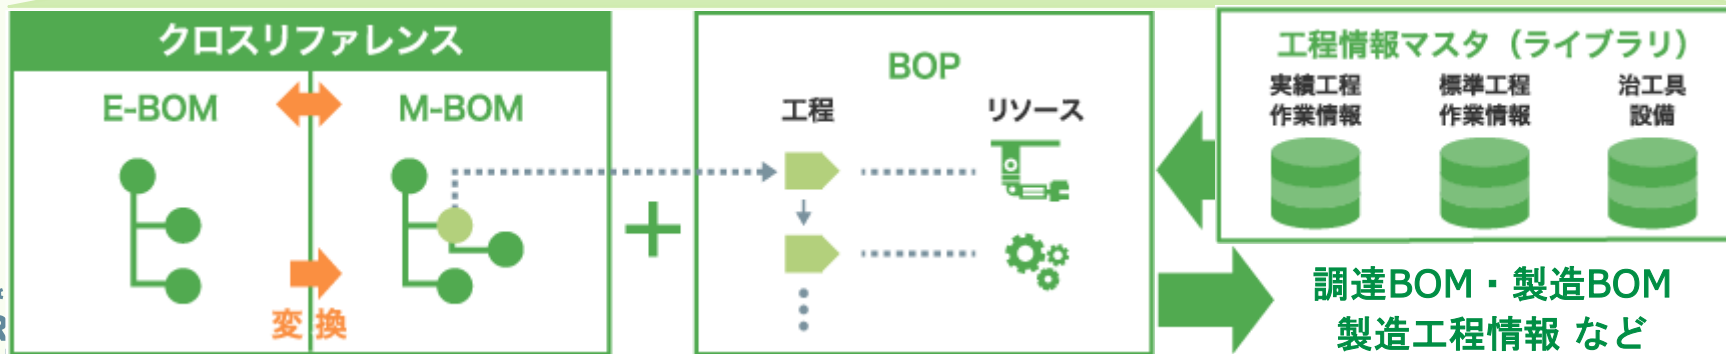 クロスリファレンス
E-BOM
M-BOM
変換
BOP
工程
リソース
工程情報マスタ（ライブラリ）
実績工程
作業情報
標準工程
作業情報
治工具
設備
調達BOM・製造BOM
製造工程情報 など